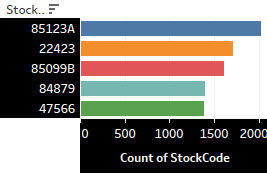 Stock..
85123A
22423
85099B
84879
47566
0 500 1000 1500 2000
Count of StockCode